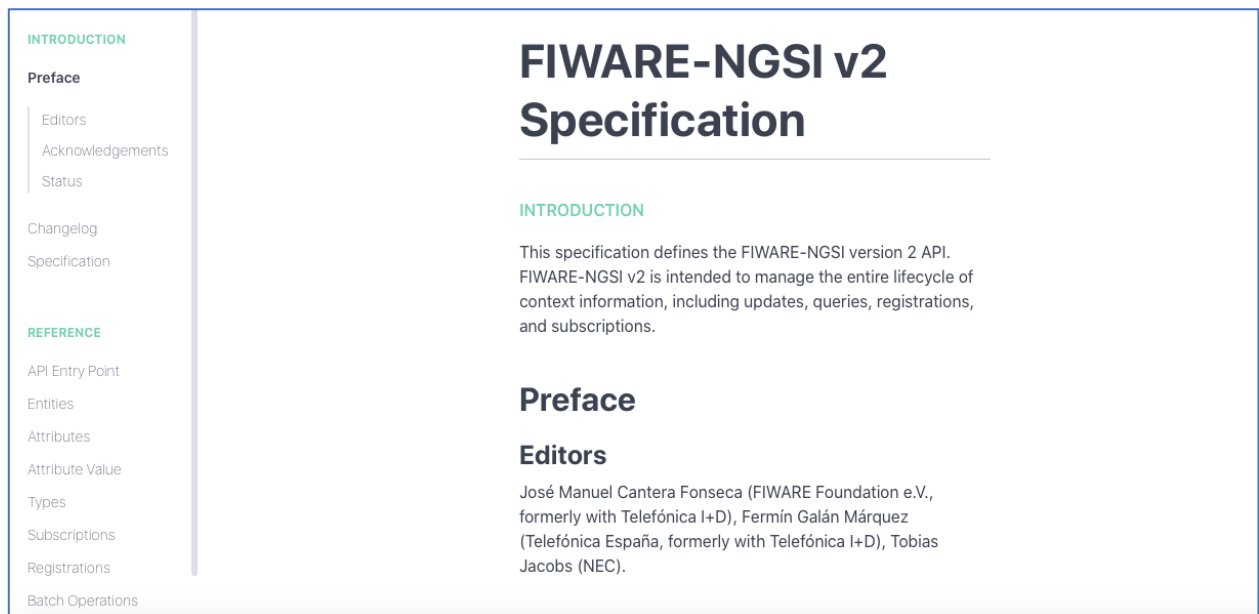 INTRODUCTION
Preface
Editors
Acknowledgements
Status
Changelog
Specification
REFERENCE
API Entry Point
Entities
Attributes
Attribute Value
Types
Subscriptions
Registrations
Batch Operations
FIWARE-NGSI v2
Specification
INTRODUCTION
This specification defines the FIWARE-NGSI version 2 API.
FIWARE-NGSI v2 is intended to manage the entire lifecycle of
context information, including updates, queries, registrations,
and subscriptions.
Preface
Editors
José Manuel Cantera Fonseca (FIWARE Foundation e.V.,
formerly with Telefónica I+D), Fermín Galán Márquez
(Telefónica España, formerly with Telefónica I+D), Tobias
Jacobs (NEC).